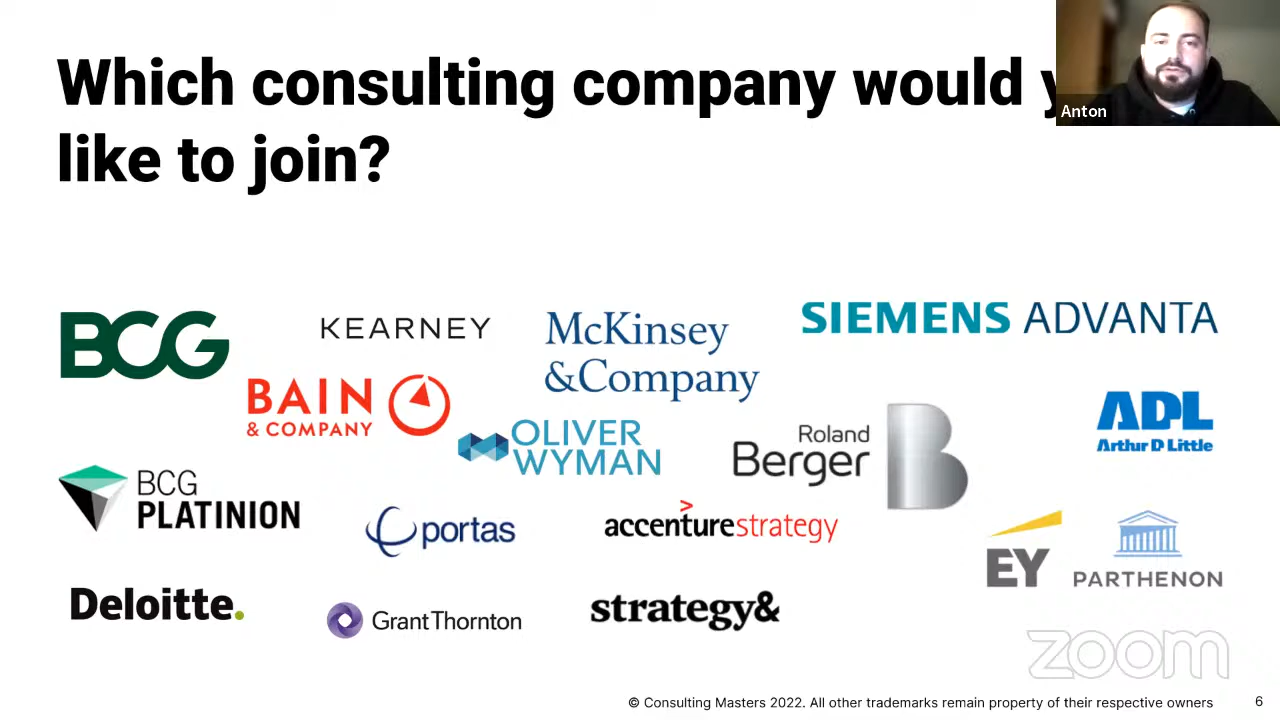 Which consulting company would y
like to join?
Anton
BCG
KEARNEY
McKinsey
&Company
SIEMENS ADVANTA
BAIN
& COMPANY
OLIVER
WYMAN
Roland
Berger
B
ADL
Arthur D Little
BCG
PLATINION
portas
>
accenturestrategy
EY
PARTHENON
Deloitte.
GrantThornton
strategy&
zoom
© Consulting Masters 2022. All other trademarks remain property of their respective owners
6